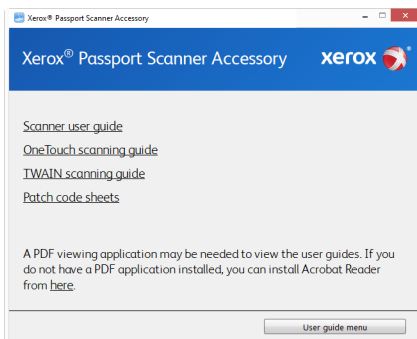 Xerox® Passport Scanner Accessory
Xerox® Passport Scanner Accessory
xerox®
Scanner user guide
OneTouch scanning guide
TWAIN scanning guide
Patch code sheets
A PDF viewing application may be needed to view the user guides. If you
do not have a PDF application installed, you can install Acrobat Reader
from here.
User guide menu